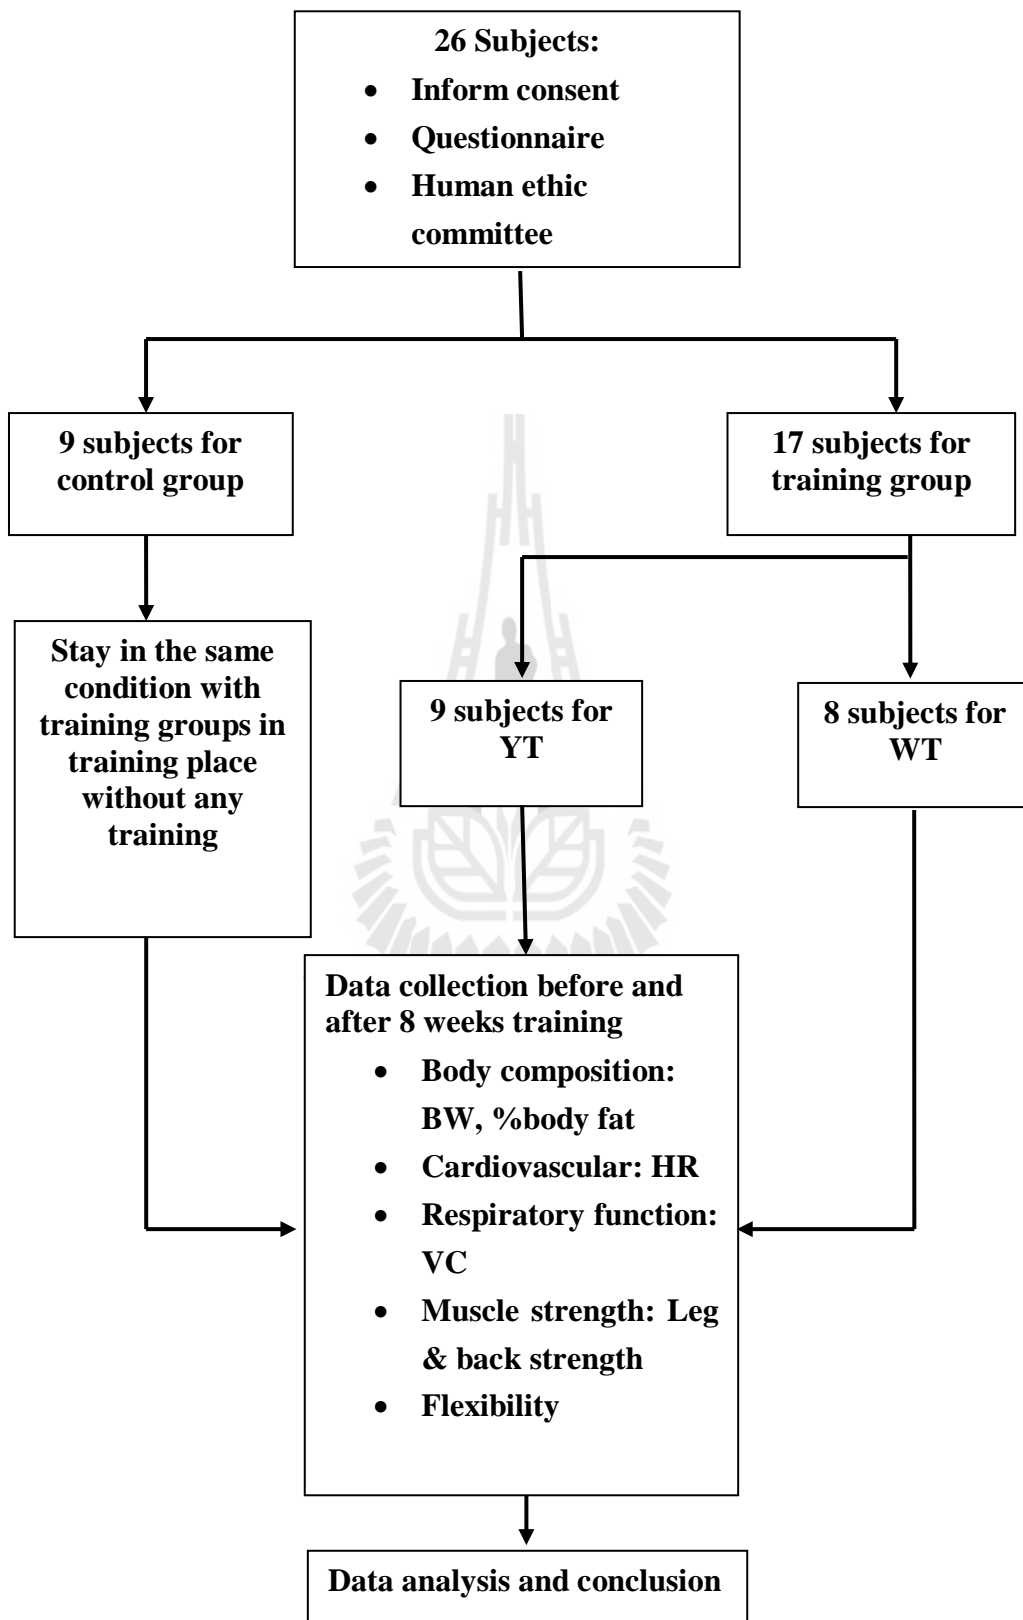 26 Subjects:
• Inform consent
• Questionnaire
• Human ethic
committee
9 subjects for
control group
17 subjects for
training group
Stay in the same
condition with
training groups in
training place
without any
training
9 subjects for
YT
8 subjects for
WT
Data collection before and
after 8 weeks training
• Body composition:
BW, %body fat
• Cardiovascular: HR
• Respiratory function:
VC
• Muscle strength: Leg
& back strength
• Flexibility
Data analysis and conclusion